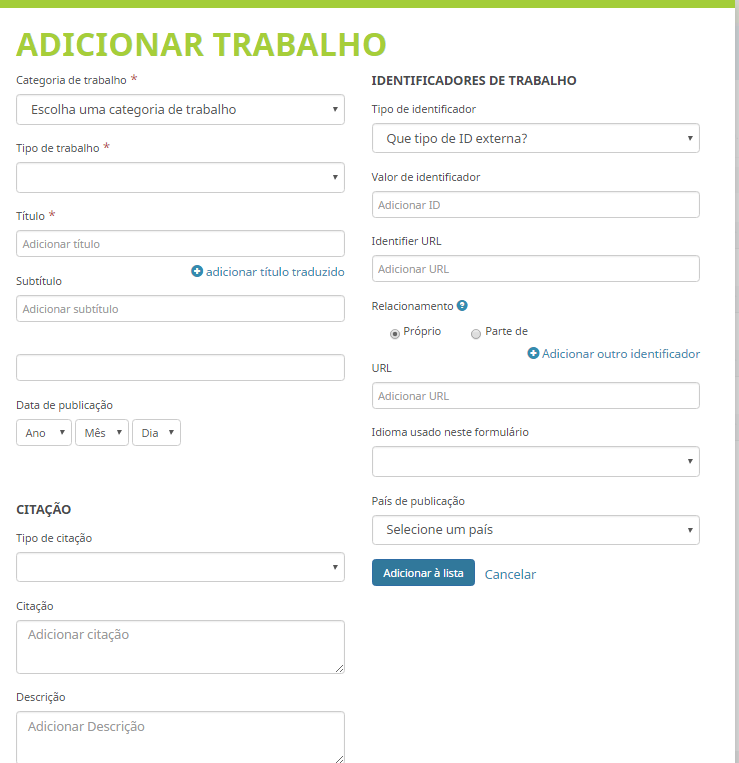 ADICIONAR TRABALHO
Categoria de trabalho *
Escolha uma categoria de trabalho
Tipo de trabalho *
Título *
Adicionar título
adicionar título traduzido
Subtítulo
Adicionar subtítulo
Data de publicação
Ano Mês Dia
CITAÇÃO
Tipo de citação
Citação
Adicionar citação
Descrição
Adicionar Descrição
IDENTIFICADORES DE TRABALHO
Tipo de identificador
Que tipo de ID externa?
Valor de identificador
Adicionar ID
Identifier URL
Adicionar URL
Relacionamento ?
Próprio Parte de
Adicionar outro identificador
URL
Adicionar URL
Idioma usado neste formulário
País de publicação
Selecione um país
Adicionar à lista Cancelar